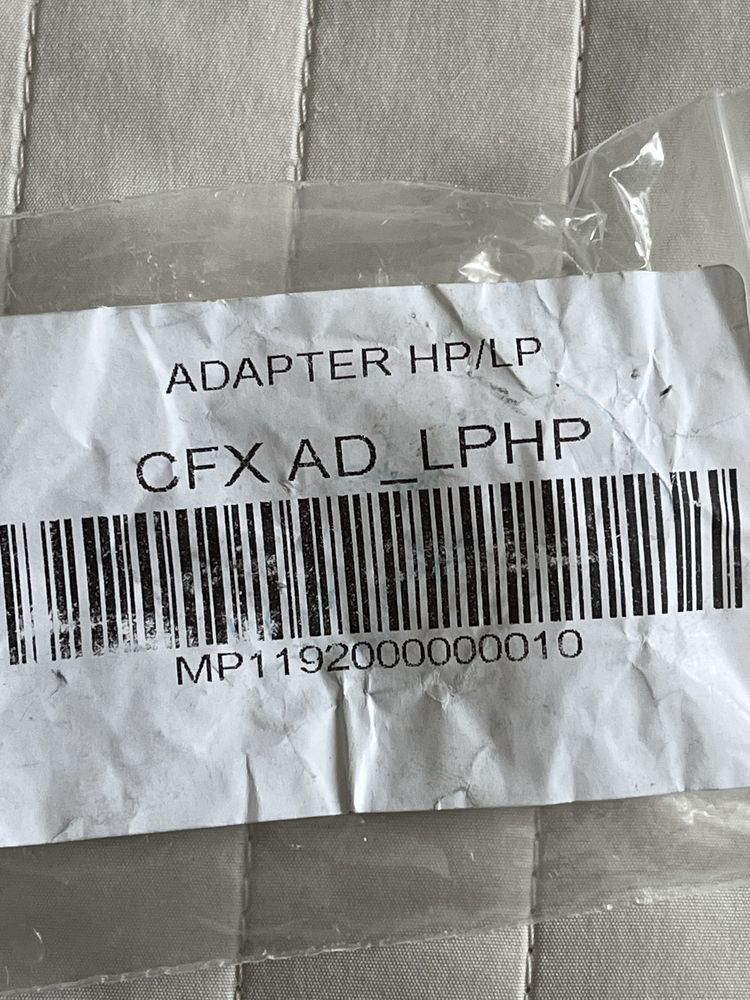 ADAPTER HP/LP
CFX AD_LPHP
MP1192000000010